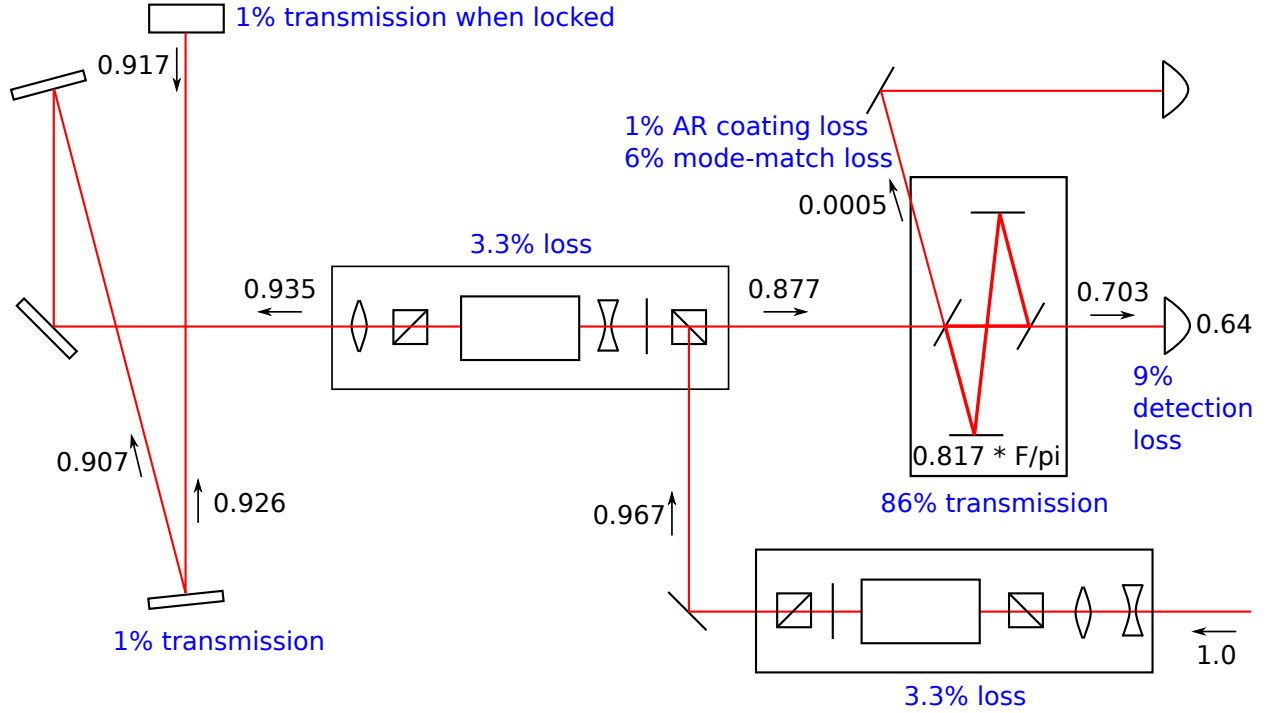 1% transmission when locked
0.917
1% AR coating loss
6% mode-match loss
0.0005
3.3% loss
0.935
0.877
0.703
0.64
9%
detection
loss
0.907
0.926
0.817 * F/pi
86% transmission
0.967
1% transmission
1.0
3.3% loss